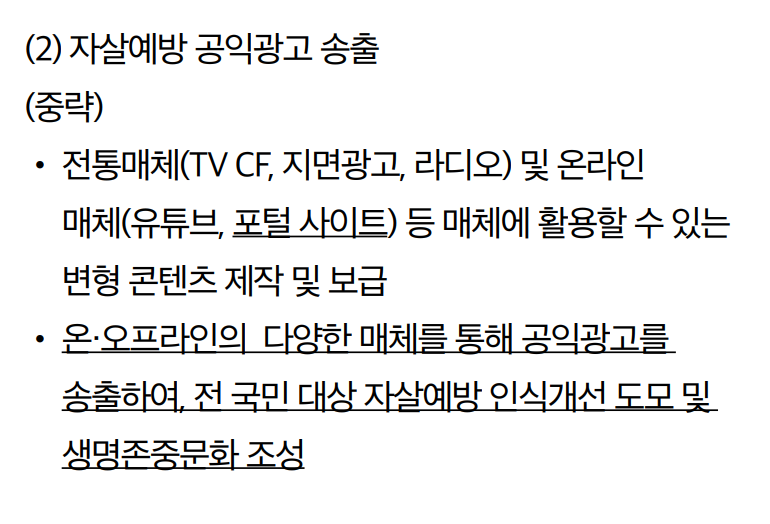 (2) 자살예방 공익광고 송출
(중략)
• 전통매체(TV CF, 지면광고, 라디오) 및 온라인
매체(유튜브, 포털 사이트) 등 매체에 활용할 수 있는
변형 콘텐츠 제작 및 보급
• 온·오프라인의 다양한 매체를 통해 공익광고를
송출하여, 전 국민 대상 자살예방 인식개선 도모 및
생명존중문화 조성